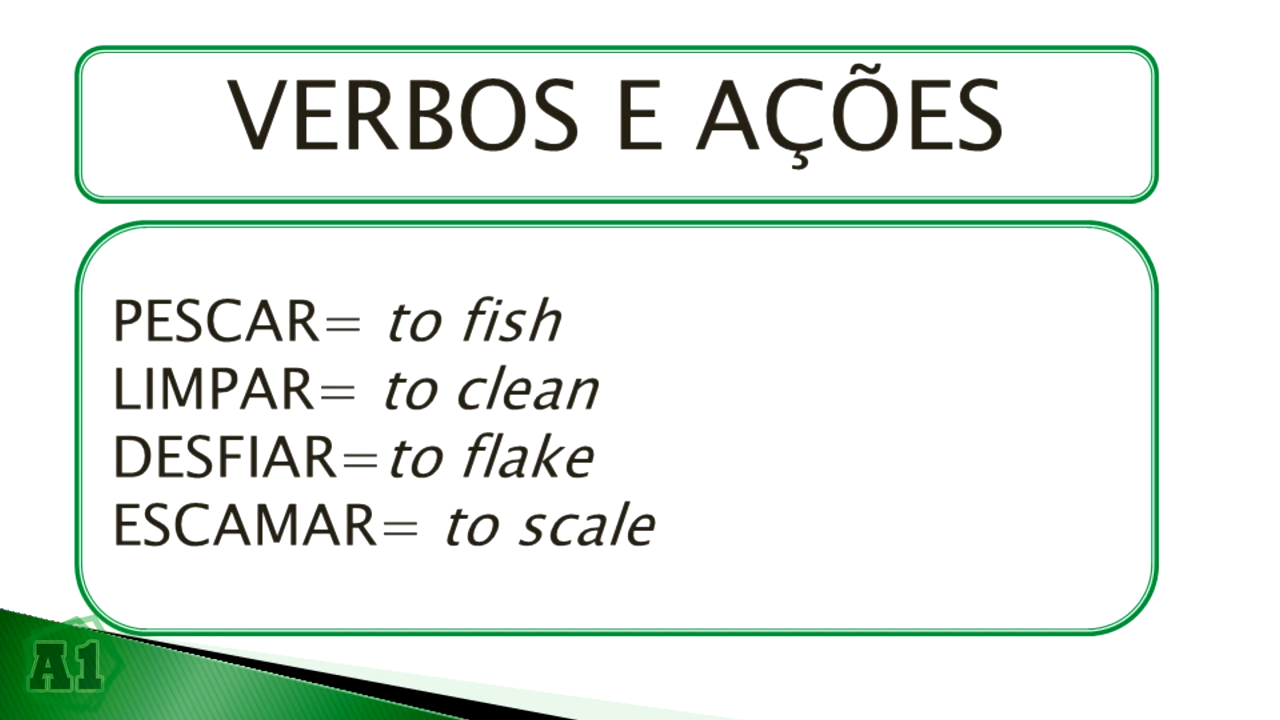 VERBOS E AÇÕES
PESCAR= to fish
LIMPAR= to clean
DESFIAR=to flake
ESCAMAR= to scale
A1